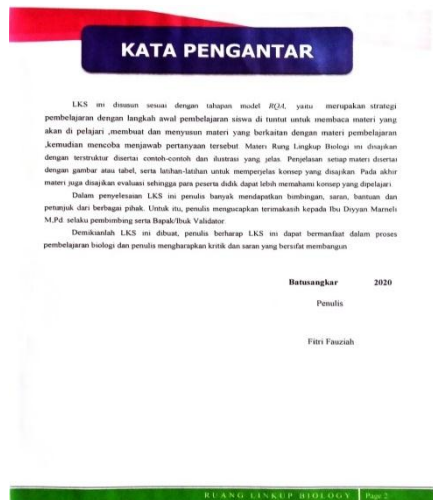 KATA PENGANTAR
LKS ini disusun sesuai dengan tahapan model RQA, yaitu merupakan strategi
pembelajaran dengan langkah awal pembelajaran siswa di tuntut untuk membaca materi yang
akan di pelajari ,membuat dan menyusun materi yang berkaitan dengan materi pembelajaran
,kemudian mencoba menjawab pertanyaan tersebut. Materi Rung Lingkup Biologi ini disajikan
dengan terstruktur disertai contoh-contoh dan ilustrasi yang jelas. Penjelasan setiap materi disertai
dengan gambar atau tabel, serta latihan-latihan untuk memperjelas konsep yang disajikan. Pada akhir
materi juga disajikan evaluasi sehingga para peserta didik dapat lebih memahami konsep yang dipelajari.
Dalam penyelesaian LKS ini penulis banyak mendapatkan bimbingan, saran, bantuan dan
petunjuk dari berbagai pihak. Untuk itu, penulis mengucapkan terimakasih kepada Ibu Diyyan Marneli
M,Pd. selaku pembimbing serta Bapak/Ibuk Validator.
Demikianlah LKS ini dibuat, penulis berharap LKS ini dapat bermanfaat dalam proses
pembelajaran biologi dan penulis mengharapkan kritik dan saran yang bersifat membangun
Batusangkar 2020
Penulis
Fitri Fauziah
RUANG LINKUP BIOLOGY Page 2